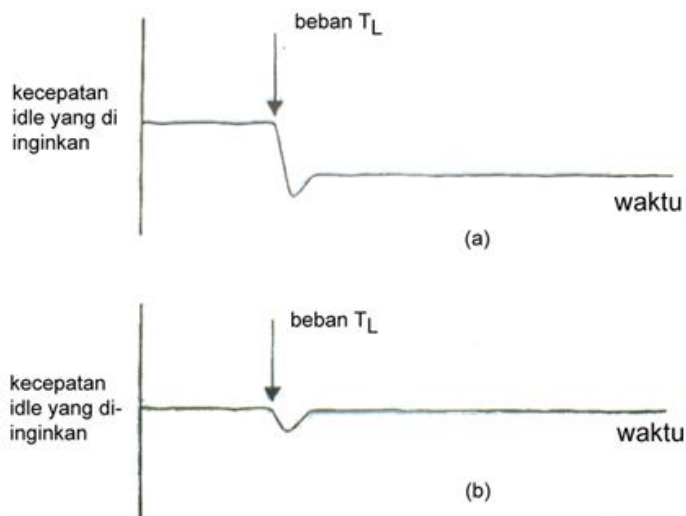 beban TL
kecepatan
idle yang di
inginkan
waktu
(a)
beban TL
kecepatan
idle yang di-
inginkan
waktu
(b)